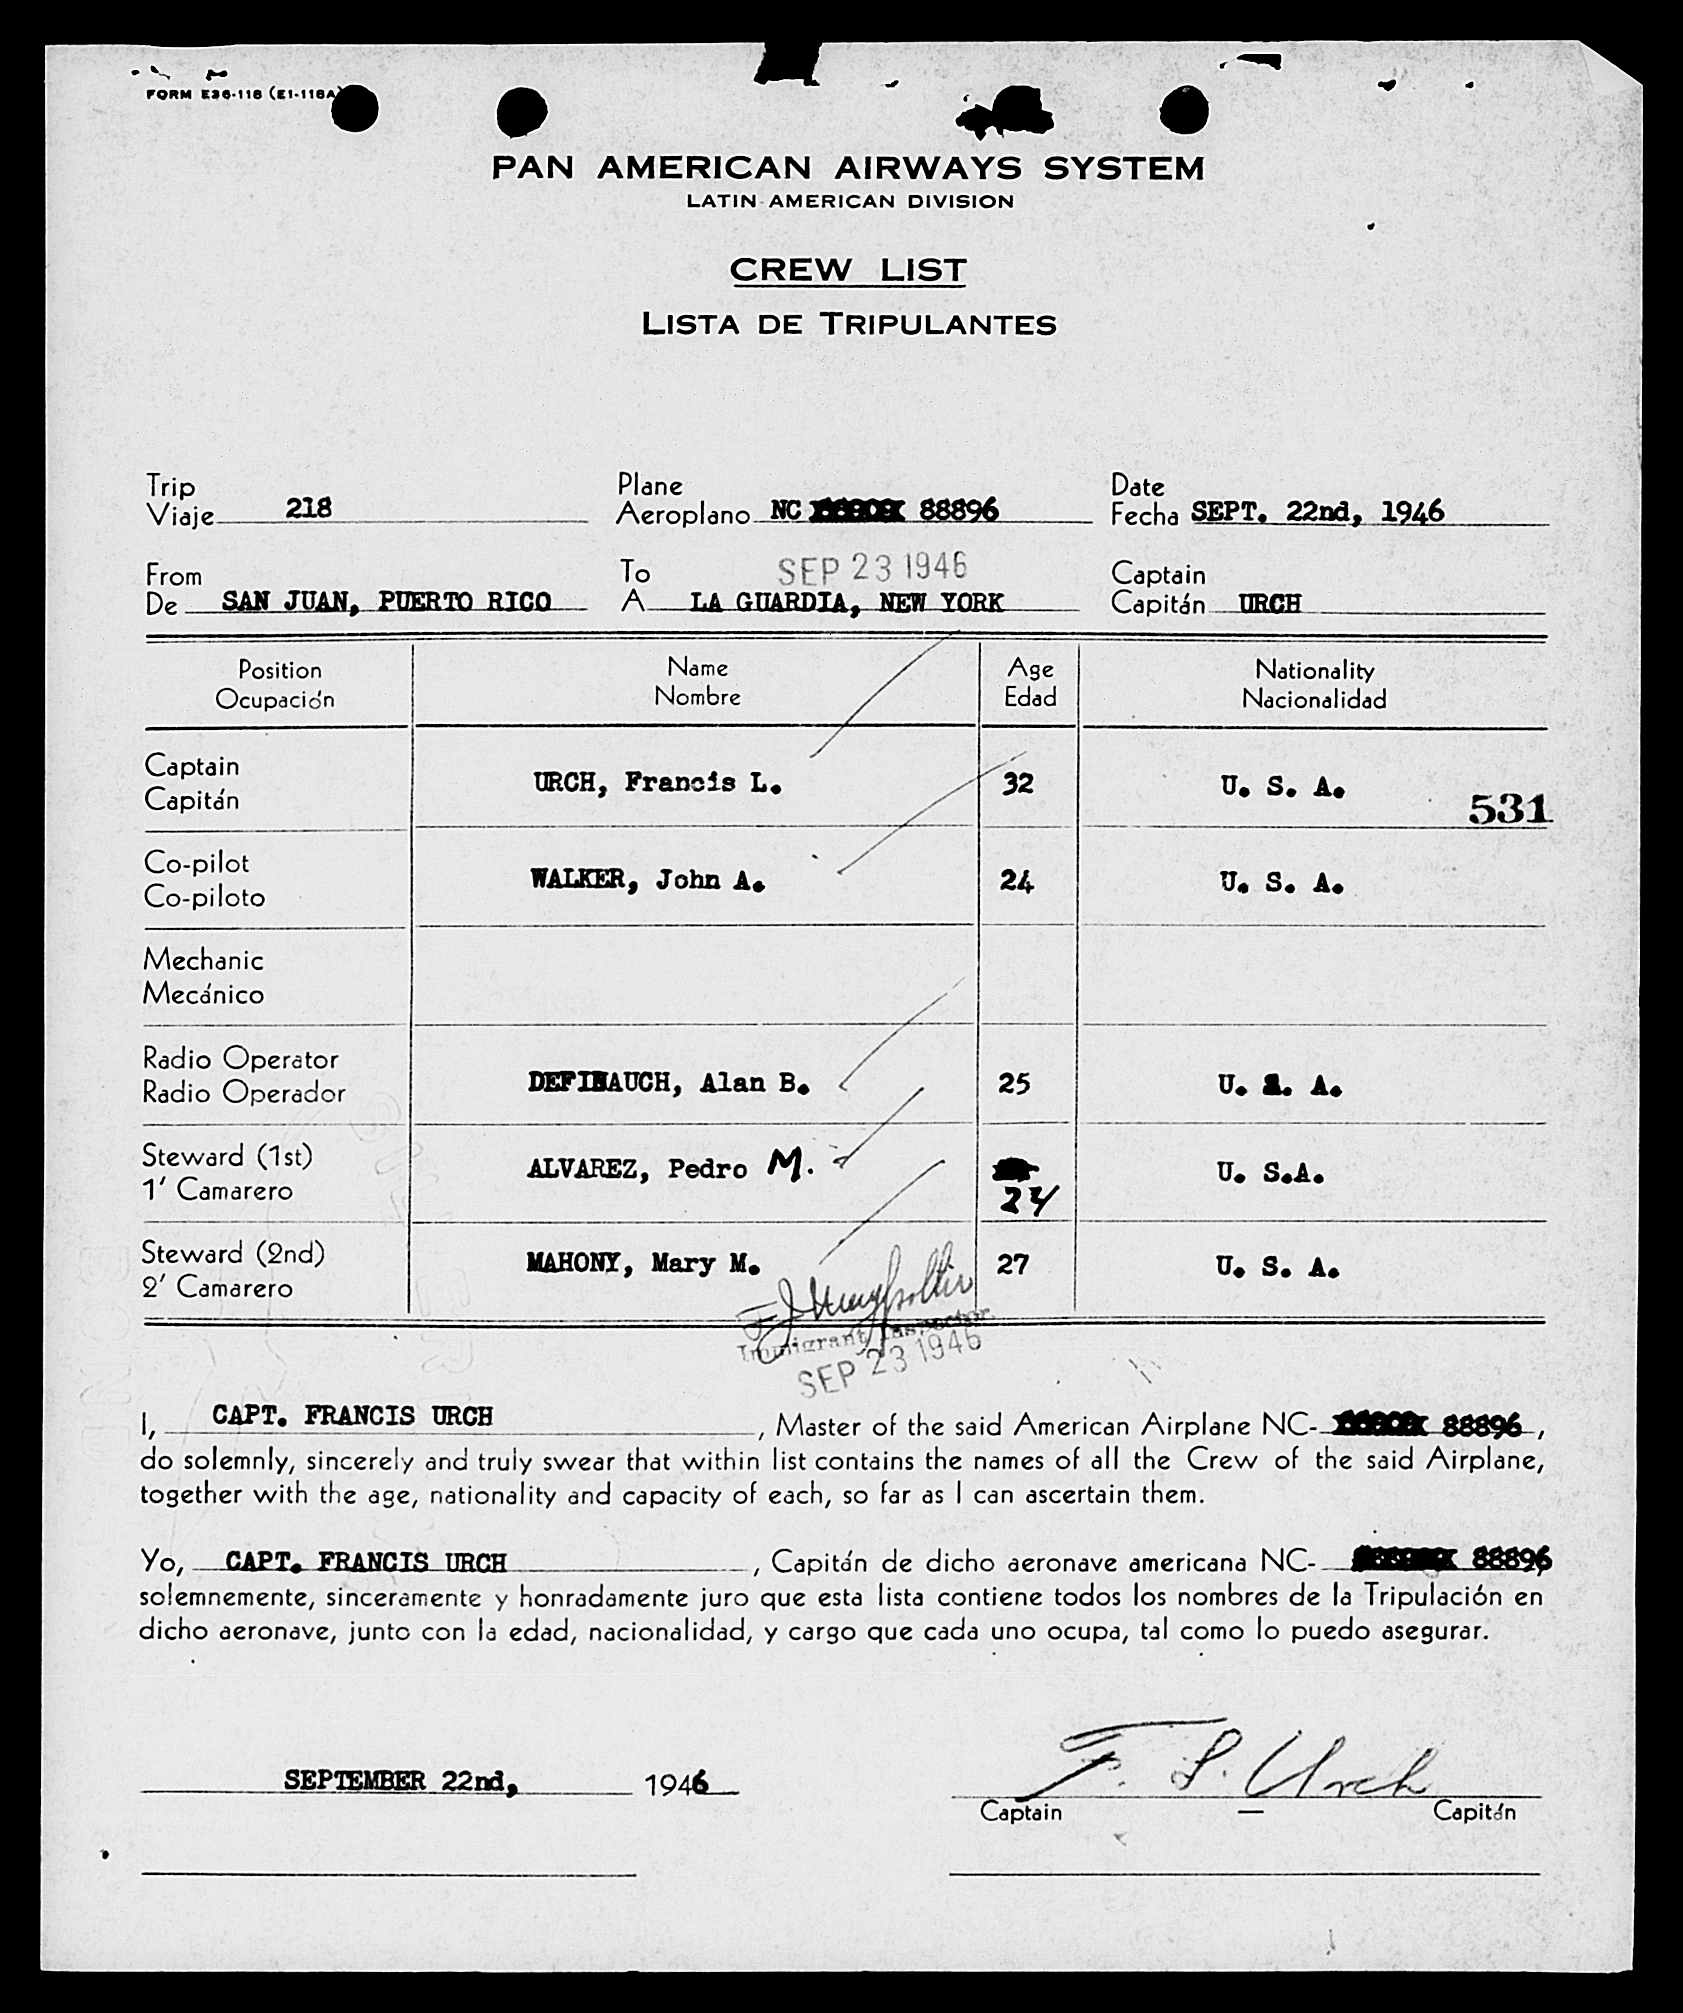 FORM E36-118 (E1-118A)
PAN AMERICAN AIRWAYS SYSTEM
LATIN AMERICAN DIVISION
CREW LIST
LISTA DE TRIPULANTES
Trip Plane Date
Viaje 218 Aeroplano NC 88896 Fecha SEPT. 22nd, 1946
SEP 23 1946
From To Captain
De SAN JUAN, PUERTO RICO A LA GUARDIA, NEW YORK Capitán URCH
Position Name Age Nationality
Ocupación Nombre Edad Nacionalidad
Captain
Capitán URCH, Francis L. 32 U. S. A.
531
Co-pilot
Co-piloto WALKER, John A. 24 U. S. A.
Mechanic
Mecánico
Radio Operator
Radio Operador Alan B. 25 U. S. A.
Steward (1st)
1' Camarero ALVAREZ, Pedro M. 24 U. S.A.
Steward (2nd)
2' Camarero MAHONY, Mary M. 27 U. S. A.
Immigrant Inspector
SEP 23 1946
I, CAPT. FRANCIS URCH, Master of the said American Airplane NC- 88896,
do solemnly, sincerely and truly swear that within list contains the names of all the Crew of the said Airplane,
together with the age, nationality and capacity of each, so far as I can ascertain them.
Yo, CAPT. FRANCIS URCH, Capitán de dicho aeronave americana NC- 88896,
solemnemente, sinceramente y honradamente juro que esta lista contiene todos los nombres de la Tripulación en
dicho aeronave, junto con la edad, nacionalidad, y cargo que cada uno ocupa, tal como lo puedo asegurar.
SEPTEMBER 22nd, 1946 F. L. Urch
Captain — Capitán